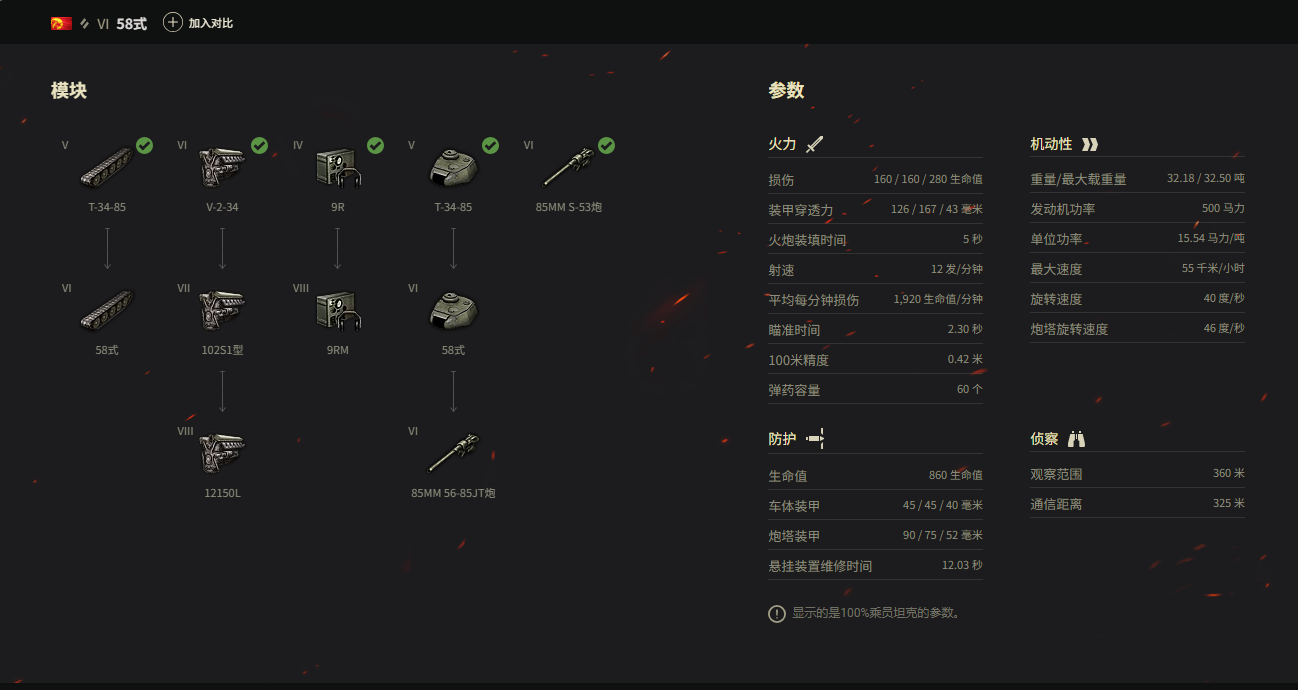 VI 58式 加入对比
模块
V VI IV V VI
T-34-85 V-2-34 9R T-34-85 85MM S-53炮
VI VII VIII VI
58式 102S1型 9RM 58式
VIII VI
12150L 85MM 56-85JT炮
参数
火力
损伤 160 / 160 / 280 生命值
装甲穿透力 126 / 167 / 43 毫米
火炮装填时间 5 秒
射速 12 发/分钟
平均每分钟损伤 1,920 生命值/分钟
瞄准时间 2.30 秒
100米精度 0.42 米
弹药容量 60 个
机动性
重量/最大载重量 32.18 / 32.50 吨
发动机功率 500 马力
单位功率 15.54 马力/吨
最大速度 55 千米/小时
旋转速度 40 度/秒
炮塔旋转速度 46 度/秒
防护
生命值 860 生命值
车体装甲 45 / 45 / 40 毫米
炮塔装甲 90 / 75 / 52 毫米
悬挂装置维修时间 12.03 秒
侦察
观察范围 360 米
通信距离 325 米
显示的是100%乘员坦克的参数。